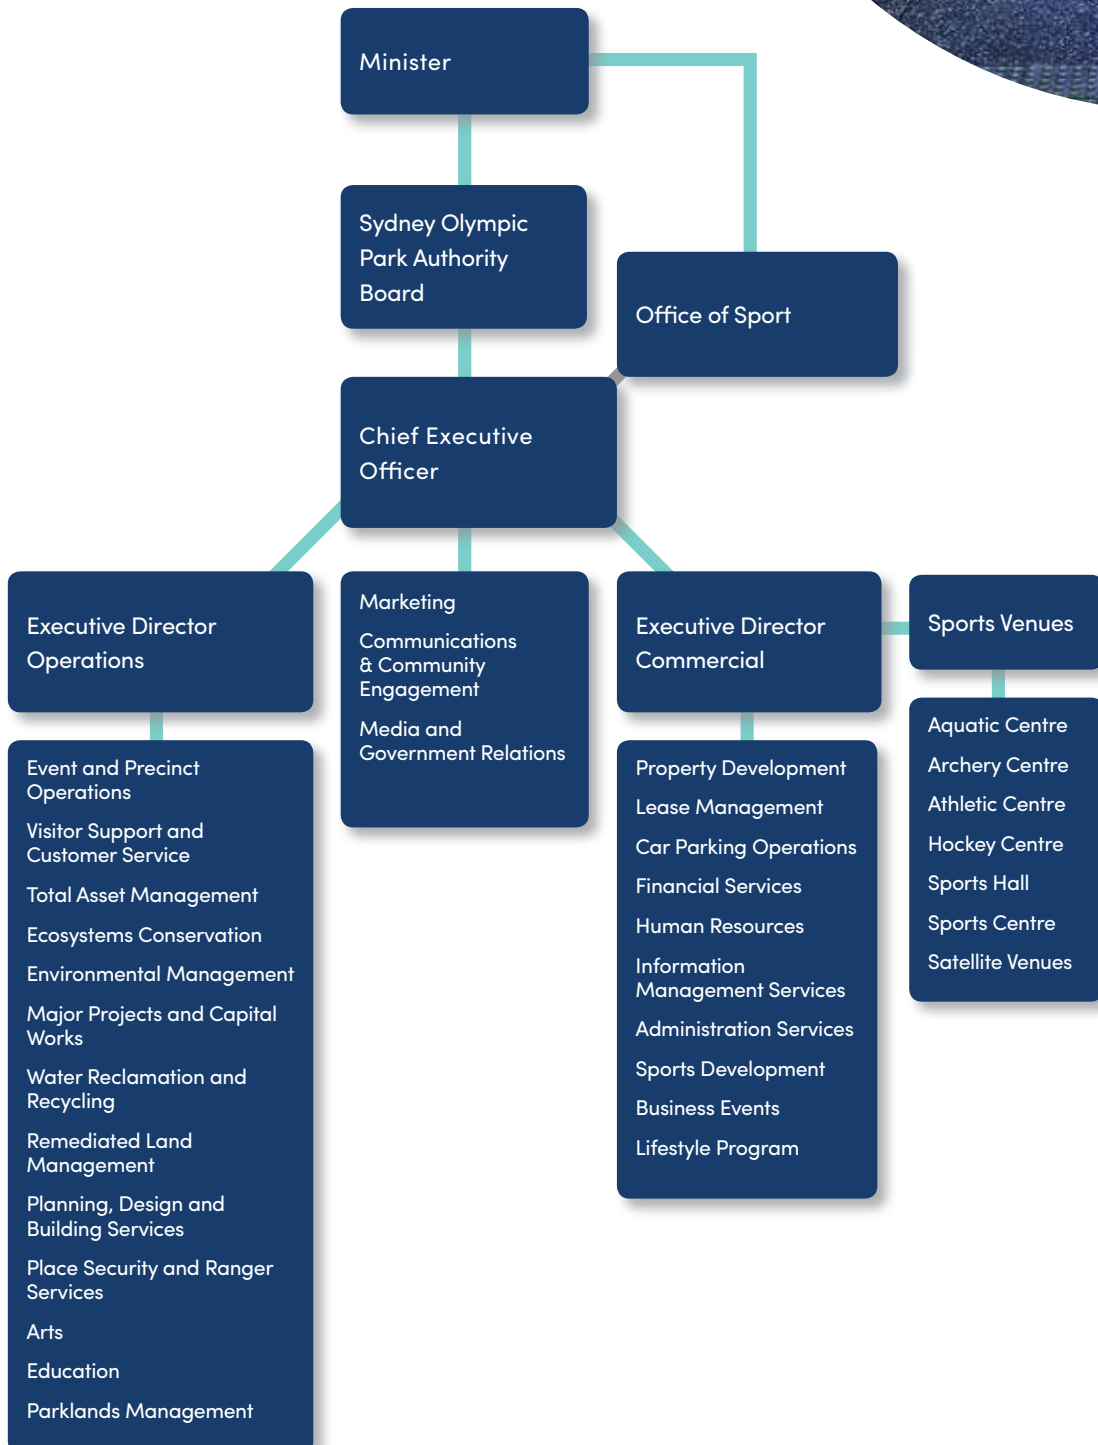 Minister
Sydney Olympic
Park Authority
Board
Office of Sport
Chief Executive
Officer
Executive Director
Operations
Event and Precinct
Operations
Visitor Support and
Customer Service
Total Asset Management
Ecosystems Conservation
Environmental Management
Major Projects and Capital
Works
Water Reclamation and
Recycling
Remediated Land
Management
Planning, Design and
Building Services
Place Security and Ranger
Services
Arts
Education
Parklands Management
Marketing
Communications
& Community
Engagement
Media and
Government Relations
Executive Director
Commercial
Property Development
Lease Management
Car Parking Operations
Financial Services
Human Resources
Information
Management Services
Administration Services
Sports Development
Business Events
Lifestyle Program
Sports Venues
Aquatic Centre
Archery Centre
Athletic Centre
Hockey Centre
Sports Hall
Sports Centre
Satellite Venues